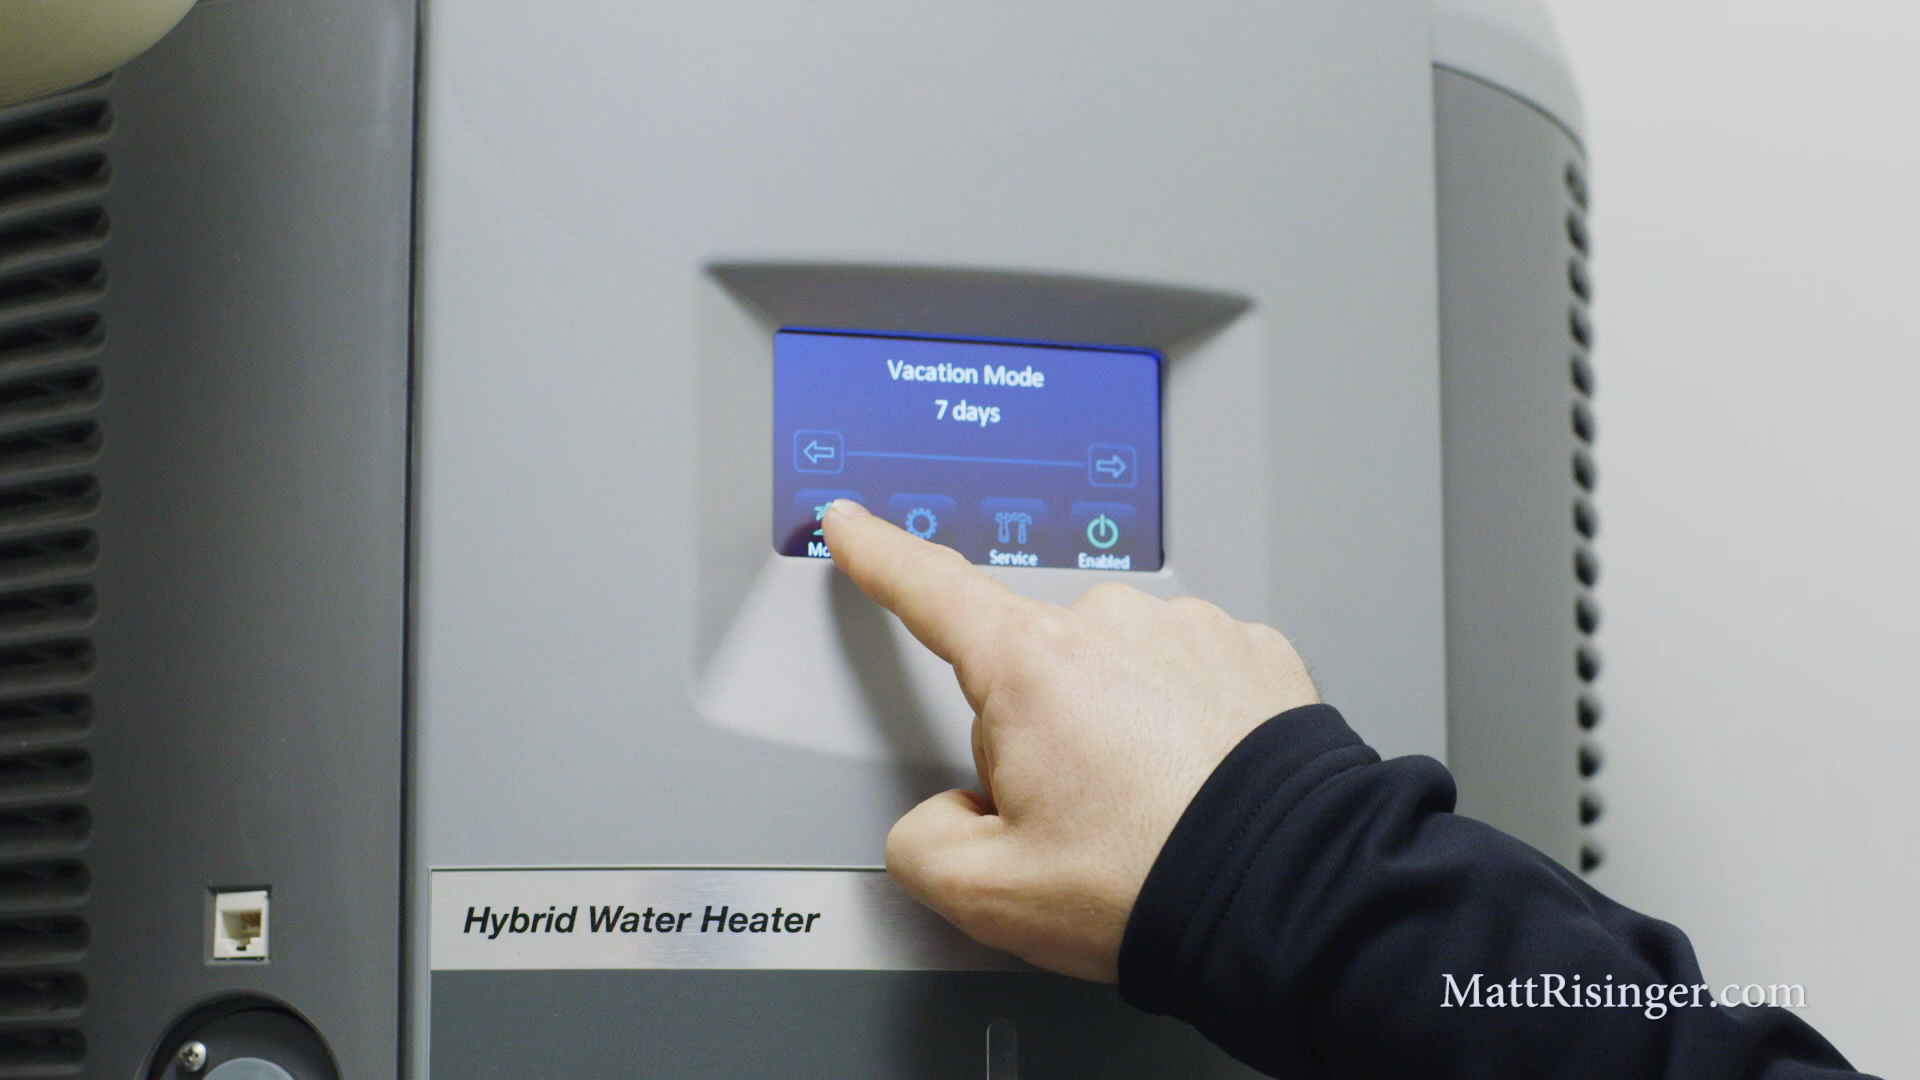 Vacation Mode
7 days
Service
Enabled
Hybrid Water Heater
MattRisinger.com